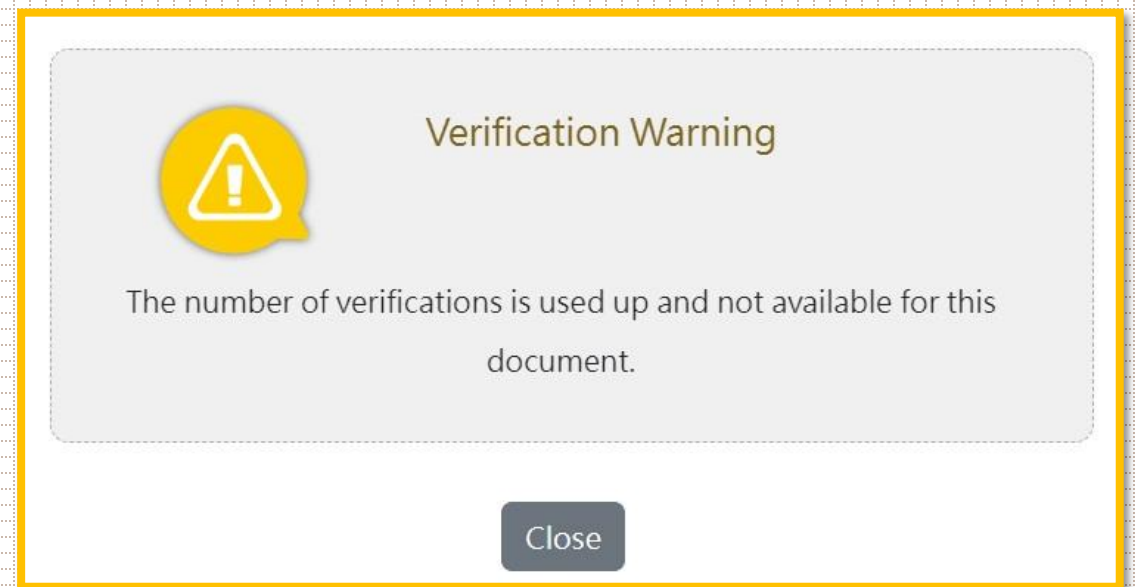 Verification Warning
The number of verifications is used up and not available for this
document.
Close